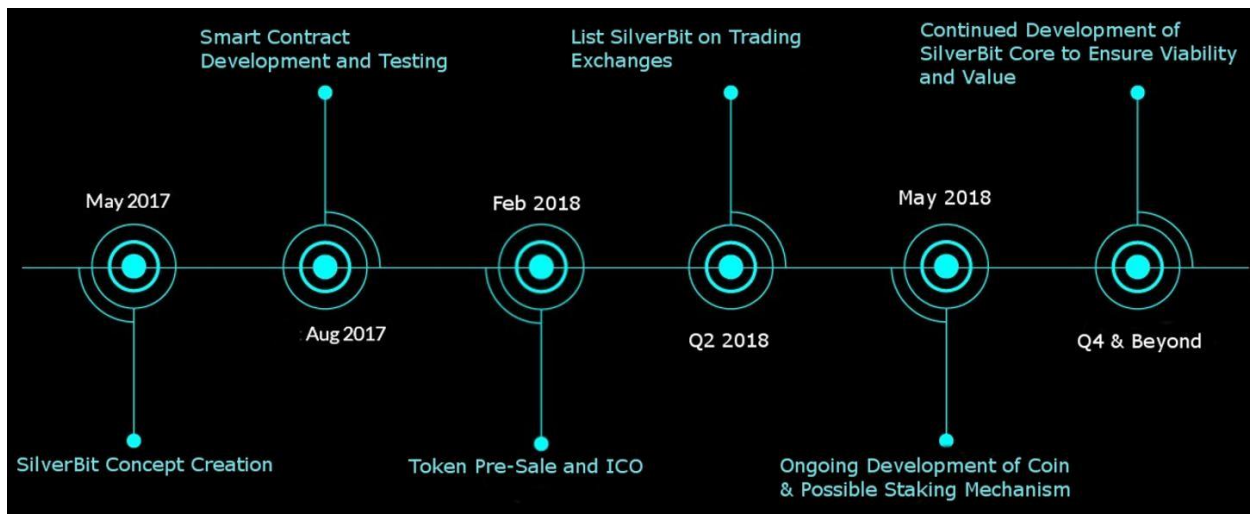 Smart Contract
Development and Testing
List SilverBit on Trading
Exchanges
Continued Development of
SilverBit Core to Ensure Viability
and Value
May 2017
Feb 2018
May 2018
Aug 2017
Q2 2018
Q4 & Beyond
SilverBit Concept Creation
Token Pre-Sale and ICO
Ongoing Development of Coin
& Possible Staking Mechanism